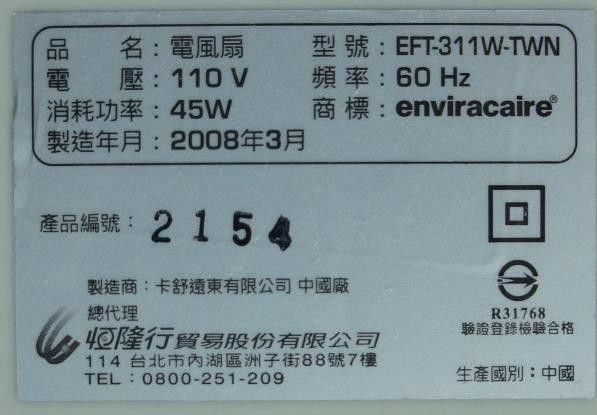 品 名：電風扇 型號：EFT-311W-TWN
電 壓：110 V 頻率：60 Hz
消耗功率：45W 商標：enviracaire®
製造年月：2008年3月
產品編號：2154
製造商：卡舒遠東有限公司 中國廠
總代理
恆隆行貿易股份有限公司
114 台北市內湖區洲子街88號7樓
TEL：0800-251-209
R31768
驗證登錄檢驗合格
生產國別：中國